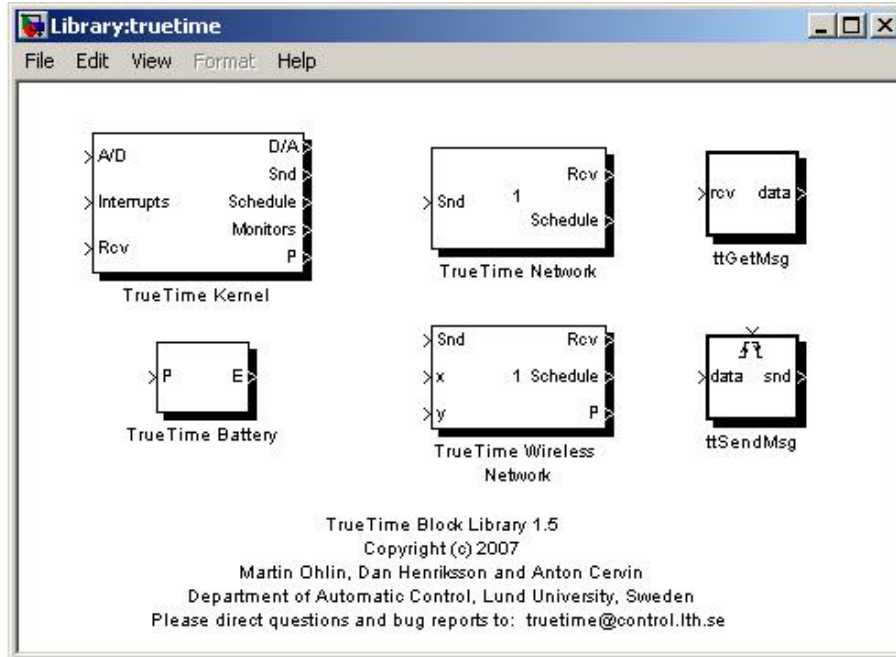 Library:truetime
File Edit View Format Help
A/D
Interrupts
Rcv
D/A
Snd
Schedule
Monitors
P
TrueTime Kernel
Snd
1
Rcv
Schedule
TrueTime Network
rcv data
ttGetMsg
P E
TrueTime Battery
Snd
x
y
1
Rcv
Schedule
P
TrueTime Wireless
Network
data snd
ttSendMsg
TrueTime Block Library 1.5
Copyright (c) 2007
Martin Ohlin, Dan Henriksson and Anton Cervin
Department of Automatic Control, Lund University, Sweden
Please direct questions and bug reports to: truetime@control.lth.se